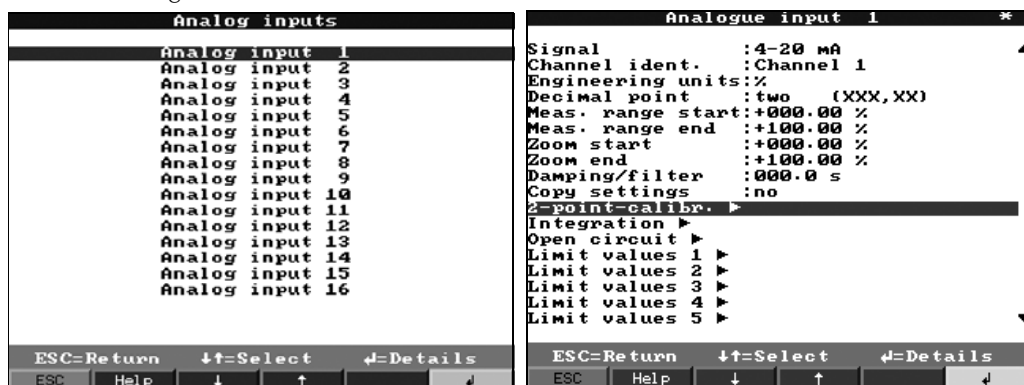 Analog inputs
Analog input 1
Analog input 2
Analog input 3
Analog input 4
Analog input 5
Analog input 6
Analog input 7
Analog input 8
Analog input 9
Analog input 10
Analog input 11
Analog input 12
Analog input 13
Analog input 14
Analog input 15
Analog input 16
ESC=Return ↓↑=Select ↲=Details
ESC Help ↓ ↑ ↲
Analogue input 1 *
Signal :4-20 mA
Channel ident. :Channel 1
Engineering units:%
Decimal point :two (XXX,XX)
Meas. range start:+000.00 %
Meas. range end :+100.00 %
Zoom start :+000.00 %
Zoom end :+100.00 %
Damping/filter :000.0 s
Copy settings :no
2-point-calibr. ►
Integration ►
Open circuit ►
Limit values 1 ►
Limit values 2 ►
Limit values 3 ►
Limit values 4 ►
Limit values 5 ►
ESC=Return ↓↑=Select ↲=Details
ESC Help ↓ ↑ ↲